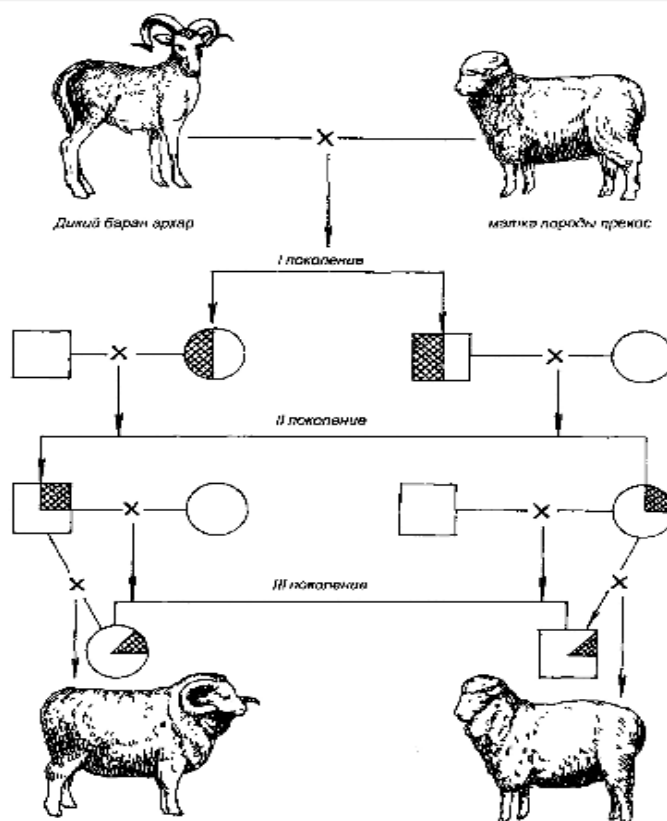 Дикий баран архар
матка породы прекос
I поколение
II поколение
III поколение